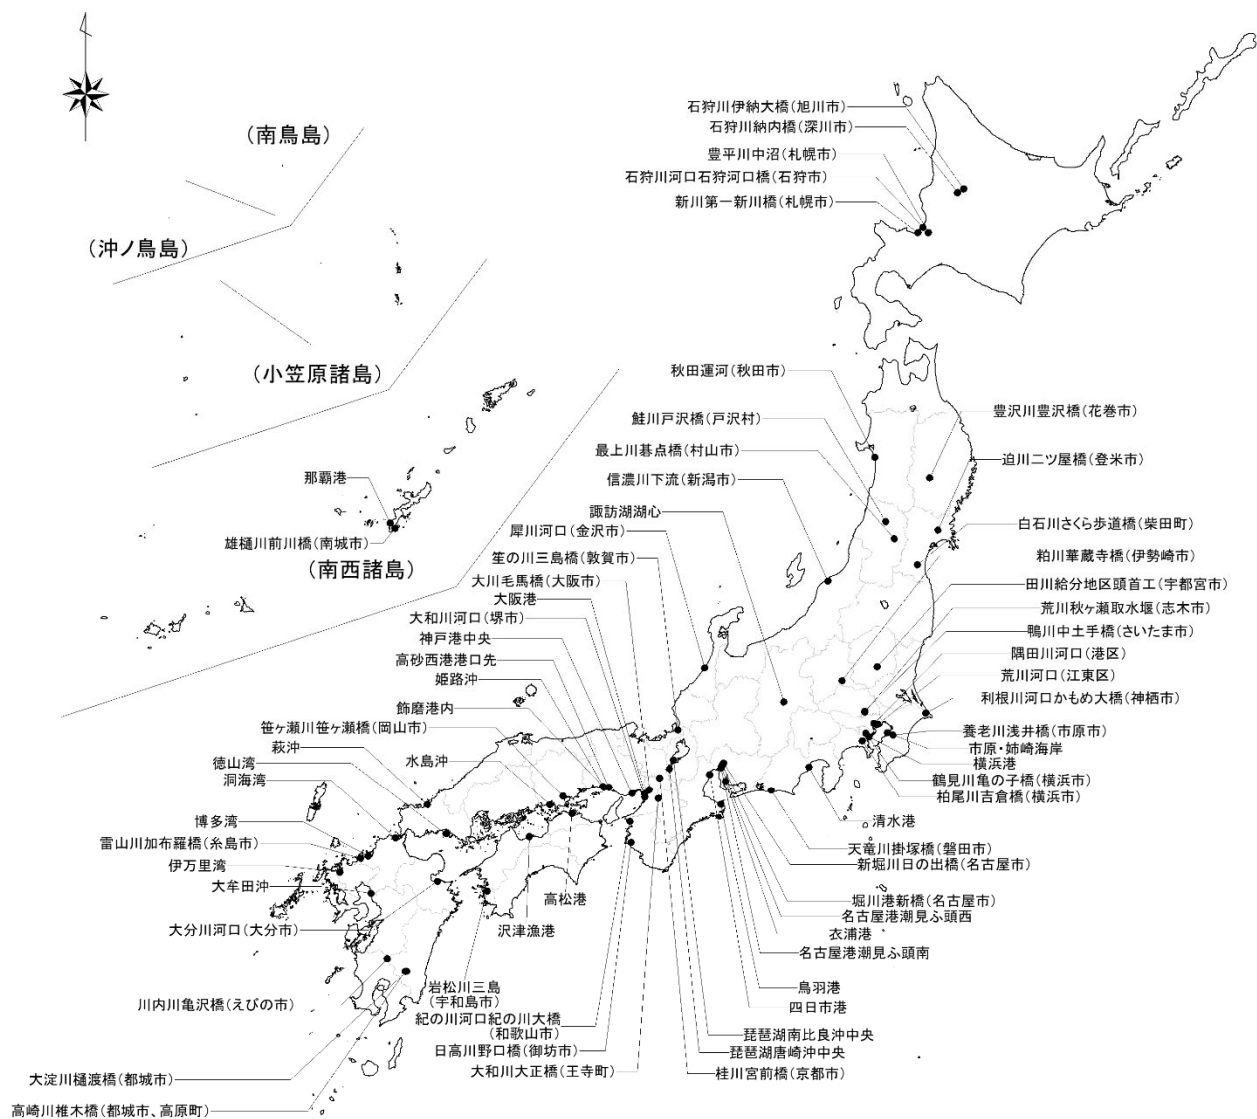 石狩川伊納大橋(旭川市)
石狩川納内橋(深川市)
豊平川中沼(札幌市)
石狩川河口石狩河口橋(石狩市)
新川第一新川橋(札幌市)
(南鳥島)
(沖ノ鳥島)
(小笠原諸島)
(南西諸島)
那覇港
雄樋川前川橋(南城市)
秋田運河(秋田市)
鮭川戸沢橋(戸沢村)
最上川碁点橋(村山市)
信濃川下流(新潟市)
諏訪湖湖心
犀川河口(金沢市)
笙の川三島橋(敦賀市)
大川毛馬橋(大阪市)
大阪港
大和川河口(堺市)
神戸港中央
高砂西港港口先
姫路沖
飾磨港内
笹ヶ瀬川笹ヶ瀬橋(岡山市)
萩沖
水島沖
徳山湾
洞海湾
博多湾
雷山川加布羅橋(糸島市)
伊万里湾
大牟田沖
大分川河口(大分市)
川内川亀沢橋(えびの市)
大淀川樋渡橋(都城市)
高崎川椎木橋(都城市、高原町)
豊沢川豊沢橋(花巻市)
迫川二ツ屋橋(登米市)
白石川さくら歩道橋(柴田町)
粕川華蔵寺橋(伊勢崎市)
田川給分地区頭首工(宇都宮市)
荒川秋ヶ瀬取水堰(志木市)
鴨川中土手橋(さいたま市)
隅田川河口(港区)
荒川河口(江東区)
利根川河口かもめ大橋(神栖市)
養老川浅井橋(市原市)
市原・姉崎海岸
横浜港
鶴見川亀の子橋(横浜市)
柏尾川吉倉橋(横浜市)
清水港
天竜川掛塚橋(磐田市)
新堀川日の出橋(名古屋市)
堀川港新橋(名古屋市)
名古屋港潮見ふ頭西
衣浦港
名古屋港潮見ふ頭南
鳥羽港
四日市港
琵琶湖南比良沖中央
琵琶湖唐崎沖中央
桂川宮前橋(京都市)
高松港
沢津漁港
岩松川三島
(宇和島市)
紀の川河口紀の川大橋
(和歌山市)
日高川野口橋(御坊市)
大和川大正橋(王寺町)